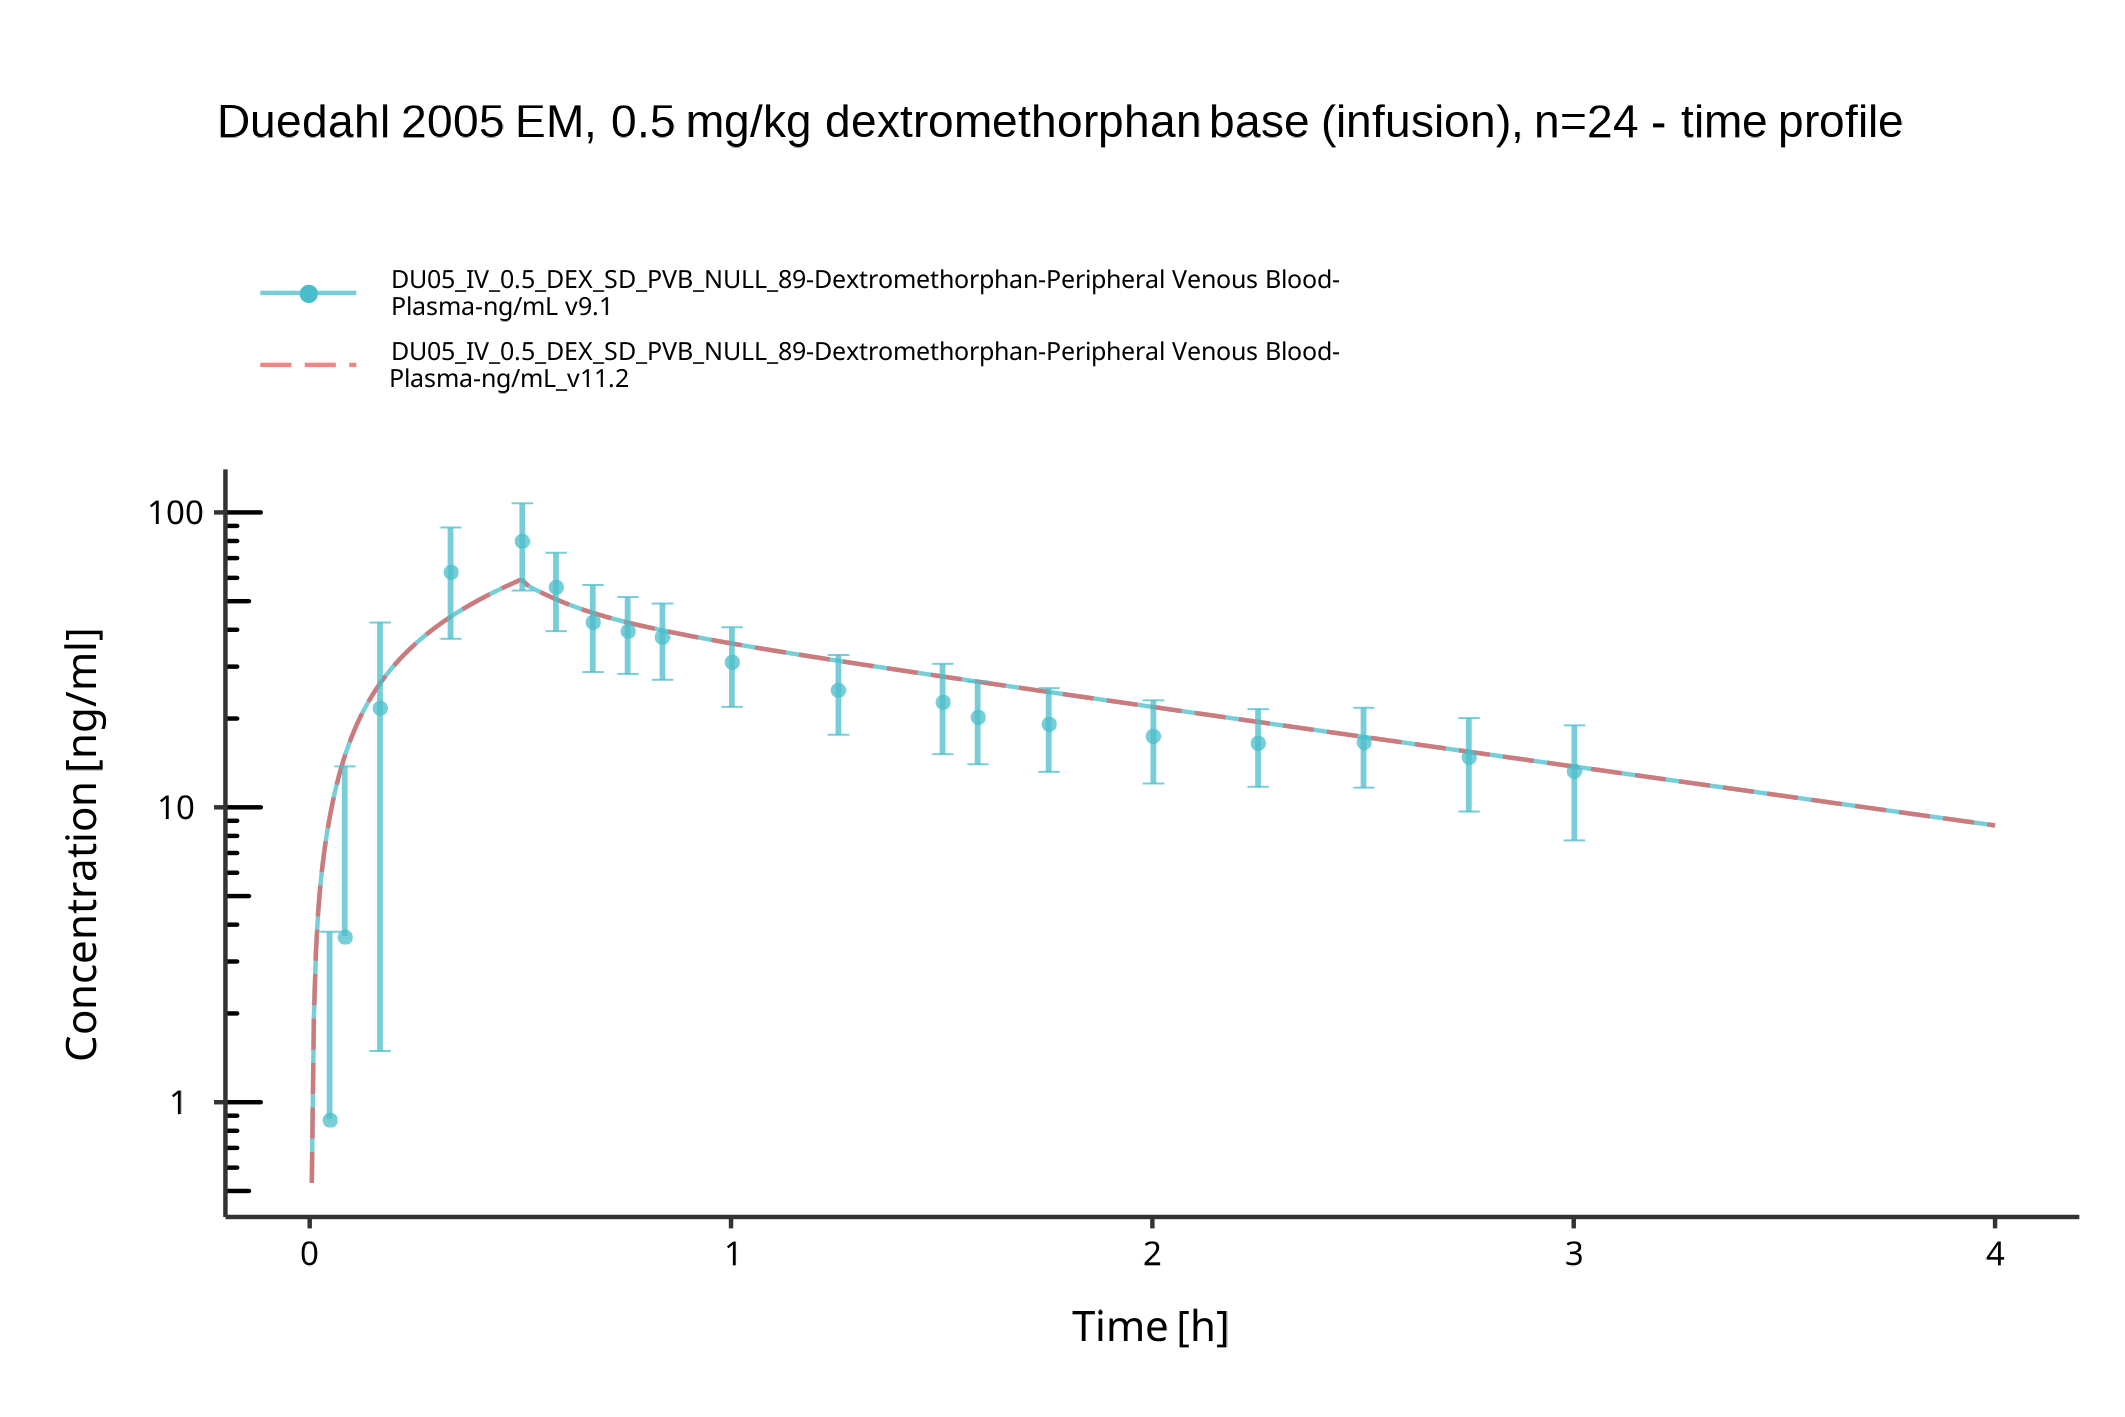 Duedahl 2005 EM, 0.5 mg/kg dextromethorphan base (infusion), n=24 - time profile
DU05_IV_0.5_DEX_SD_PVB_NULL_89-Dextromethorphan-Peripheral Venous Blood-
Plasma-ng/mL v9.1
DU05_IV_0.5_DEX_SD_PVB_NULL_89-Dextromethorphan-Peripheral Venous Blood-
Plasma-ng/mL_v11.2
Concentration [ng/ml]
100
10
1
0 1 2 3 4
Time [h]